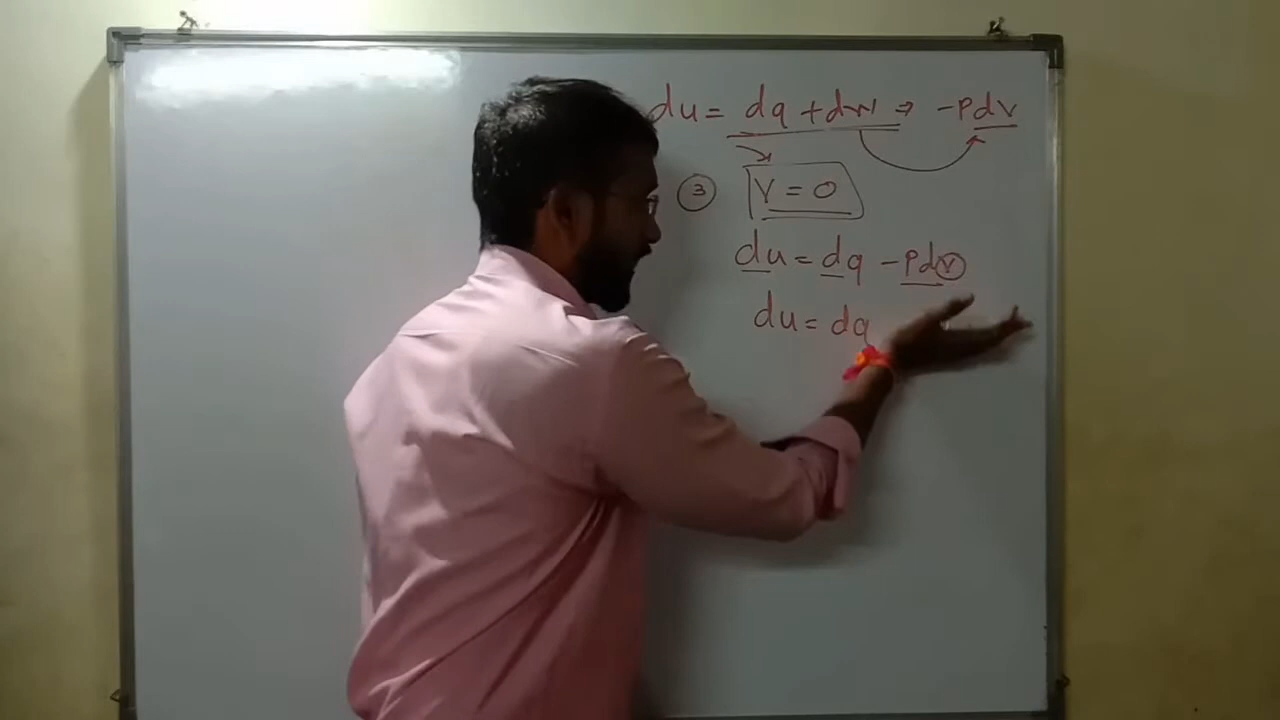 du = dq + dw ⇒ -Pdv
③ V = 0
du = dq - Pdv
du = dq